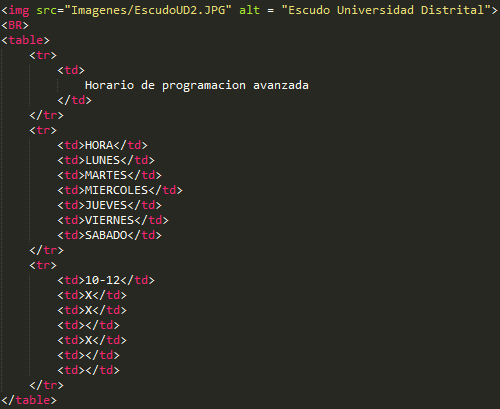 <img src="Imagenes/EscudoUD2.JPG" alt = "Escudo Universidad Distrital">
<BR>
<table>
    <tr>
        <td>
            Horario de programacion avanzada
        </td>
    </tr>
    <tr>
        <td>HORA</td>
        <td>LUNES</td>
        <td>MARTES</td>
        <td>MIERCOLES</td>
        <td>JUEVES</td>
        <td>VIERNES</td>
        <td>SABADO</td>
    </tr>
    <tr>
        <td>10-12</td>
        <td>X</td>
        <td>X</td>
        <td></td>
        <td>X</td>
        <td></td>
        <td></td>
    </tr>
</table>